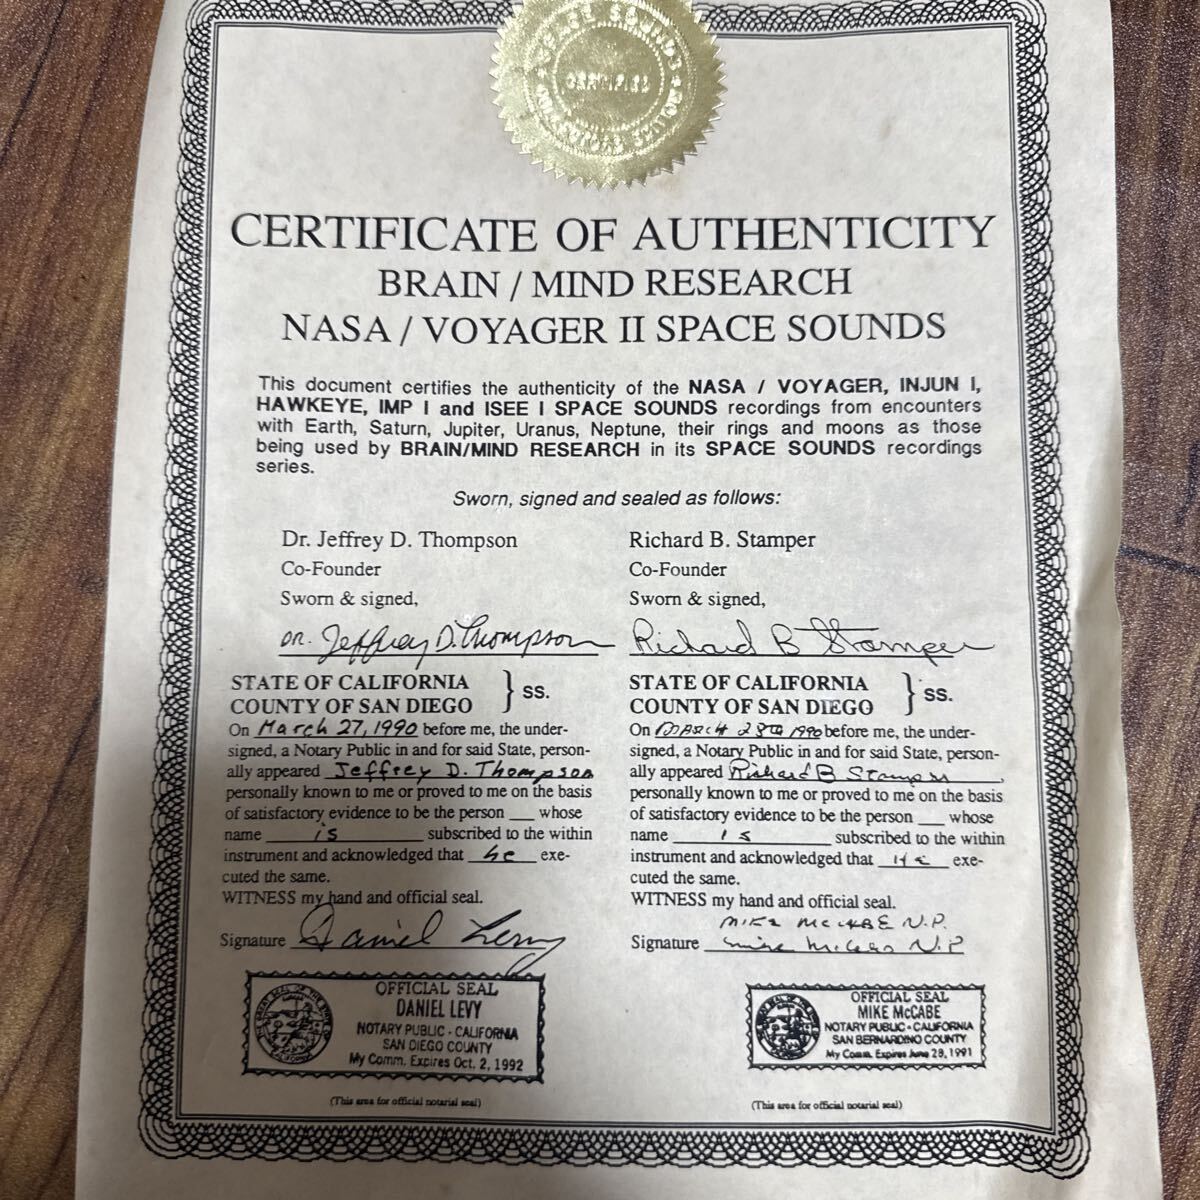 SPACE SOUNDS
CERTIFIED
CERTIFICATE OF AUTHENTICITY
BRAIN / MIND RESEARCH
NASA / VOYAGER II SPACE SOUNDS
This document certifies the authenticity of the NASA / VOYAGER, INJUN I,
HAWKEYE, IMP I and ISEE I SPACE SOUNDS recordings from encounters
with Earth, Saturn, Jupiter, Uranus, Neptune, their rings and moons as those
being used by BRAIN/MIND RESEARCH in its SPACE SOUNDS recordings
series.
Sworn, signed and sealed as follows:
Dr. Jeffrey D. Thompson
Co-Founder
Sworn & signed,
DR. Jeffrey D. Thompson
STATE OF CALIFORNIA
COUNTY OF SAN DIEGO } ss.
On March 27, 1990 before me, the under-
signed, a Notary Public in and for said State, person-
ally appeared Jeffrey D. Thompson
personally known to me or proved to me on the basis
of satisfactory evidence to be the person ___ whose
name is subscribed to the within
instrument and acknowledged that he exe-
cuted the same.
WITNESS my hand and official seal.
Signature Daniel Levy
OFFICIAL SEAL
DANIEL LEVY
NOTARY PUBLIC - CALIFORNIA
SAN DIEGO COUNTY
My Comm. Expires Oct. 2, 1992
(This area for official notarial seal)
Richard B. Stamper
Co-Founder
Sworn & signed,
Richard B Stamper
STATE OF CALIFORNIA
COUNTY OF SAN DIEGO } ss.
On MARCH 28TH 1990 before me, the under-
signed, a Notary Public in and for said State, person-
ally appeared Richard B Stamper,
personally known to me or proved to me on the basis
of satisfactory evidence to be the person ___ whose
name is subscribed to the within
instrument and acknowledged that He exe-
cuted the same.
WITNESS my hand and official seal.
MIKE McCABE N.P.
Signature Mike McCabe N.P
OFFICIAL SEAL
MIKE McCABE
NOTARY PUBLIC - CALIFORNIA
SAN BERNARDINO COUNTY
My Comm. Expires June 28, 1991
(This area for official notarial seal)